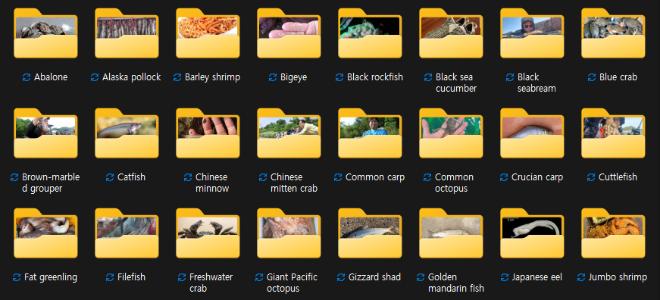 Abalone
Alaska pollock
Barley shrimp
Bigeye
Black rockfish
Black sea
cucumber
Black
seabream
Blue crab
Brown-marble
d grouper
Catfish
Chinese
minnow
Chinese
mitten crab
Common carp
Common
octopus
Crucian carp
Cuttlefish
Fat greenling
Filefish
Freshwater
crab
Giant Pacific
octopus
Gizzard shad
Golden
mandarin fish
Japanese eel
Jumbo shrimp